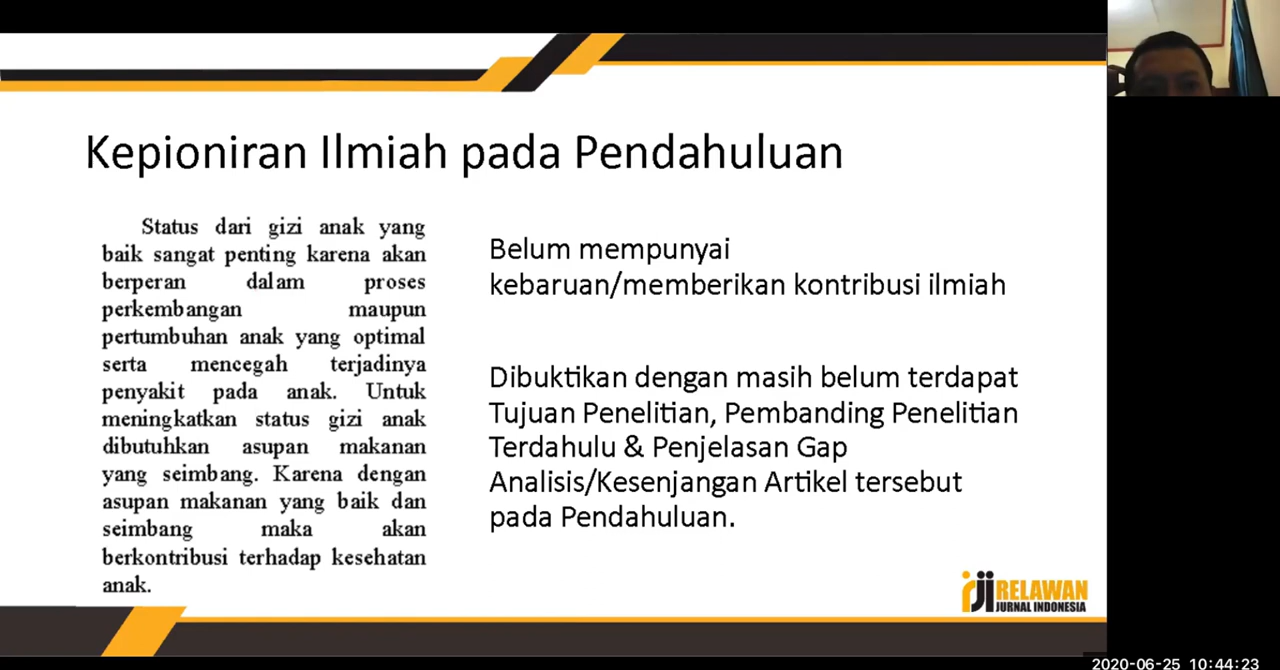 Kepioniran Ilmiah pada Pendahuluan
Status dari gizi anak yang
baik sangat penting karena akan
berperan dalam proses
perkembangan maupun
pertumbuhan anak yang optimal
serta mencegah terjadinya
penyakit pada anak. Untuk
meningkatkan status gizi anak
dibutuhkan asupan makanan
yang seimbang. Karena dengan
asupan makanan yang baik dan
seimbang maka akan
berkontribusi terhadap kesehatan
anak.
Belum mempunyai
kebaruan/memberikan kontribusi ilmiah
Dibuktikan dengan masih belum terdapat
Tujuan Penelitian, Pembanding Penelitian
Terdahulu & Penjelasan Gap
Analisis/Kesenjangan Artikel tersebut
pada Pendahuluan.
rji RELAWAN
JURNAL INDONESIA
2020-06-25 10:44:23